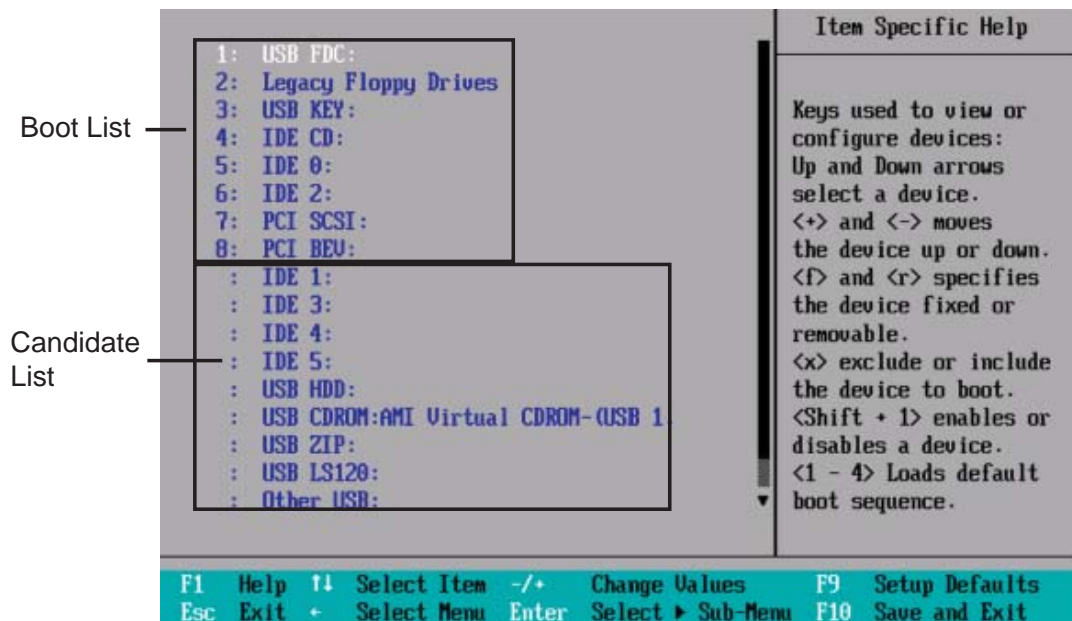 Boot List
Candidate
List
1: USB FDC:
2: Legacy Floppy Drives
3: USB KEY:
4: IDE CD:
5: IDE 0:
6: IDE 2:
7: PCI SCSI:
8: PCI BEV:
: IDE 1:
: IDE 3:
: IDE 4:
: IDE 5:
: USB HDD:
: USB CDROM:AMI Virtual CDROM-(USB 1.
: USB ZIP:
: USB LS120:
: Other USB:
Item Specific Help
Keys used to view or
configure devices:
Up and Down arrows
select a device.
<+> and <-> moves
the device up or down.
<f> and <r> specifies
the device fixed or
removable.
<x> exclude or include
the device to boot.
<Shift + 1> enables or
disables a device.
<1 - 4> Loads default
boot sequence.
F1 Help ↑↓ Select Item -/+ Change Values F9 Setup Defaults
Esc Exit ← Select Menu Enter Select ▶ Sub-Menu F10 Save and Exit